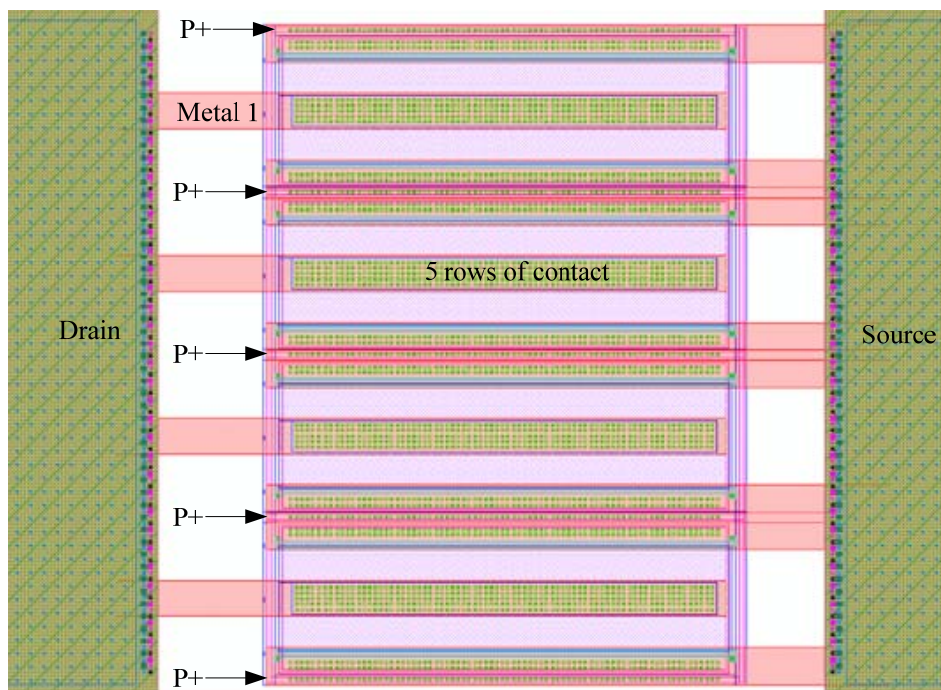 P+
Metal 1
P+
5 rows of contact
Drain
Source
P+
P+
P+